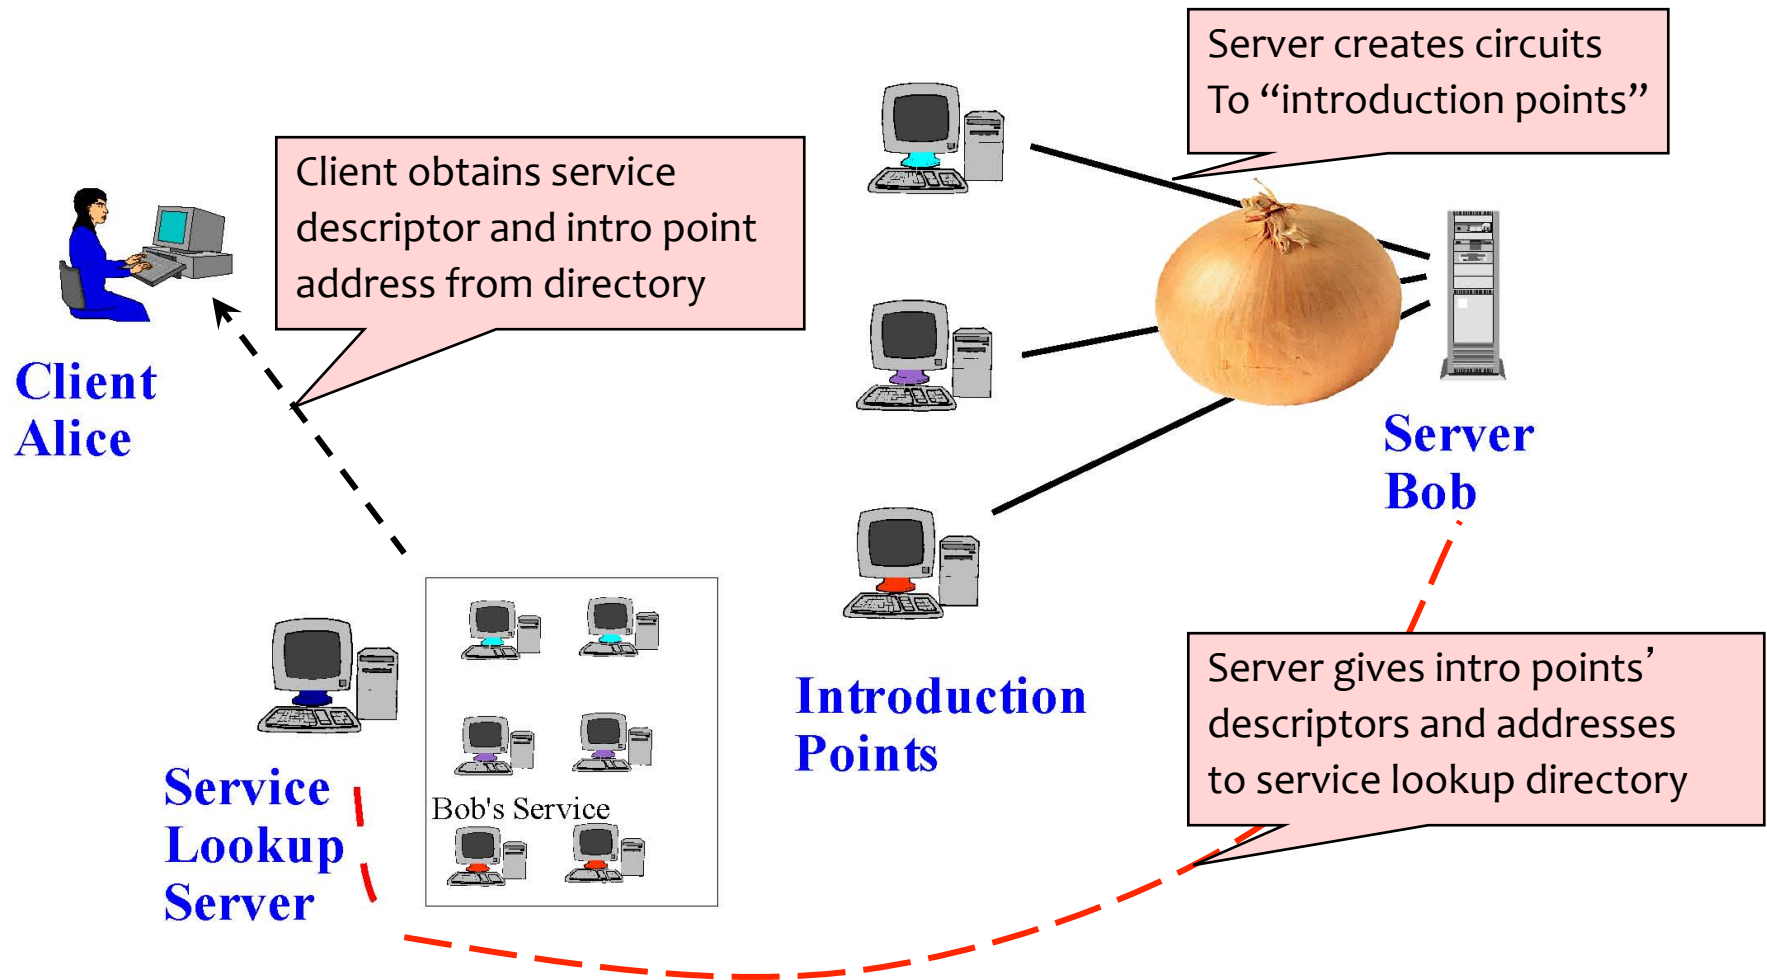 Server creates circuits
To “introduction points”
Client obtains service
descriptor and intro point
address from directory
Client
Alice
Server
Bob
Introduction
Points
Server gives intro points’
descriptors and addresses
to service lookup directory
Service
Lookup
Server
Bob's Service